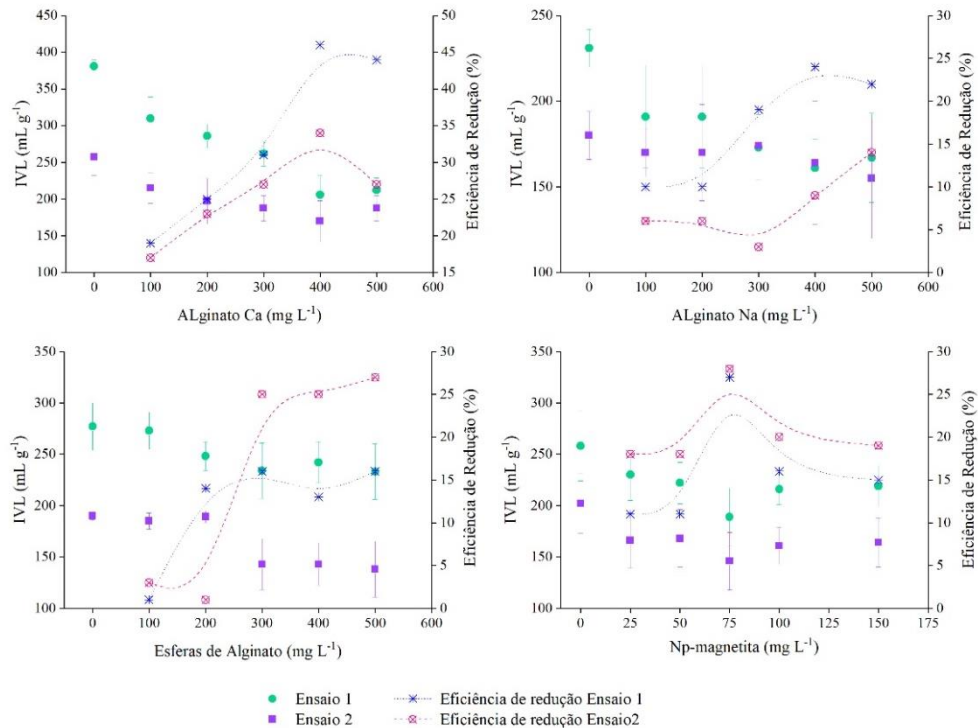 450
400
350
300
250
200
150
100
IVL (mL g⁻¹)
50
45
40
35
30
25
20
15
Eficiência de Redução (%)
0 100 200 300 400 500 600
ALginato Ca (mg L⁻¹)
250
200
150
100
IVL (mL g⁻¹)
30
25
20
15
10
5
0
Eficiência de Redução (%)
0 100 200 300 400 500 600
ALginato Na (mg L⁻¹)
350
300
250
200
150
100
IVL (mL g⁻¹)
30
25
20
15
10
5
0
Eficiência de Redução (%)
0 100 200 300 400 500 600
Esferas de Alginato (mg L⁻¹)
350
300
250
200
150
100
IVL (mL g⁻¹)
30
25
20
15
10
5
0
Eficiência de Redução (%)
0 25 50 75 100 125 150 175
Np-magnetita (mg L⁻¹)
Ensaio 1 Eficiência de redução Ensaio 1
Ensaio 2 Eficiência de redução Ensaio2